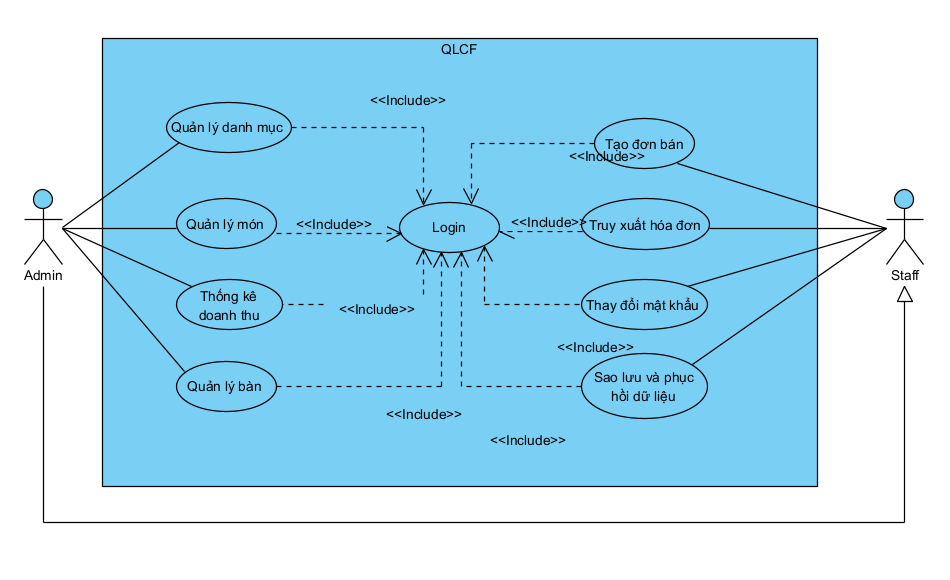 QLCF
<<Include>>
Quản lý danh mục
Tạo đơn bán
<<Include>>
Quản lý món
<<Include>>
Login
<<Include>>
Truy xuất hóa đơn
Admin
Staff
Thống kê
doanh thu
<<Include>>
Thay đổi mật khẩu
<<Include>>
Quản lý bàn
Sao lưu và phục
hồi dữ liệu
<<Include>>
<<Include>>